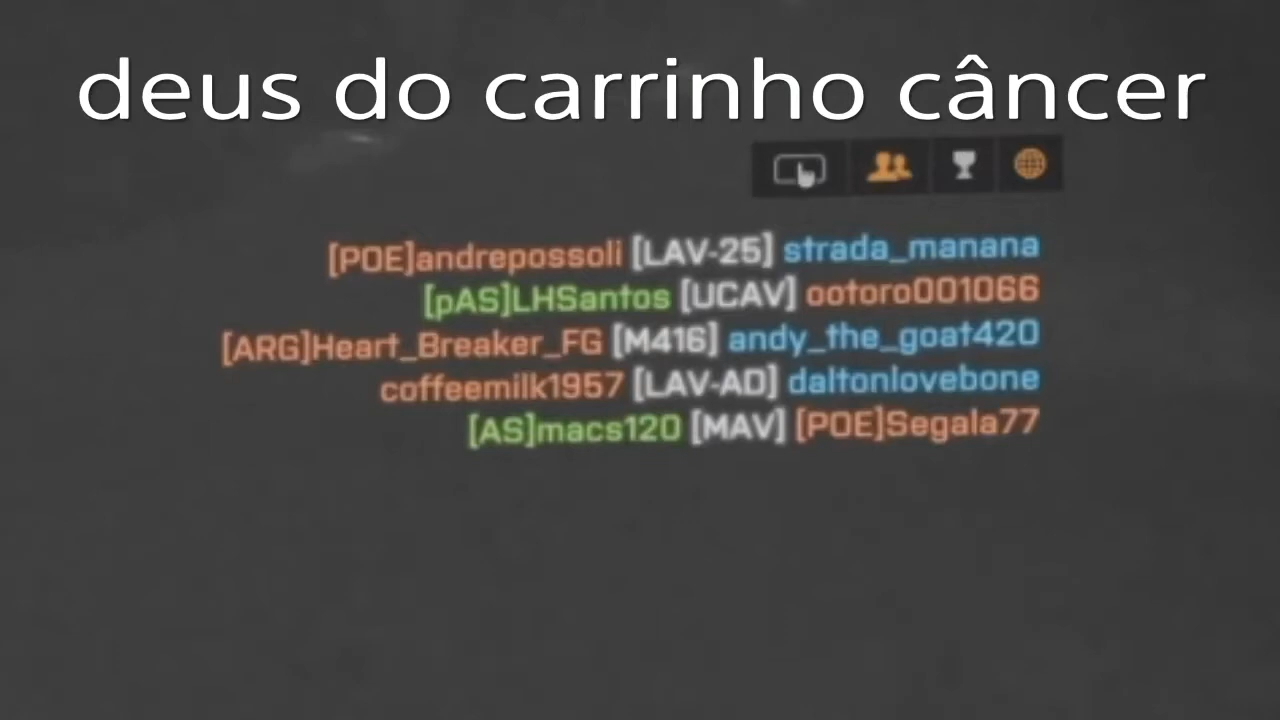 deus do carrinho câncer
[POE]andrepossoli [LAV-25] strada_manana
[pAS]LHSantos [UCAV] ootoro001066
[ARG]Heart_Breaker_FG [M416] andy_the_goat420
coffeemilk1957 [LAV-AD] daltonlovebone
[AS]macs120 [MAV] [POE]Segala77